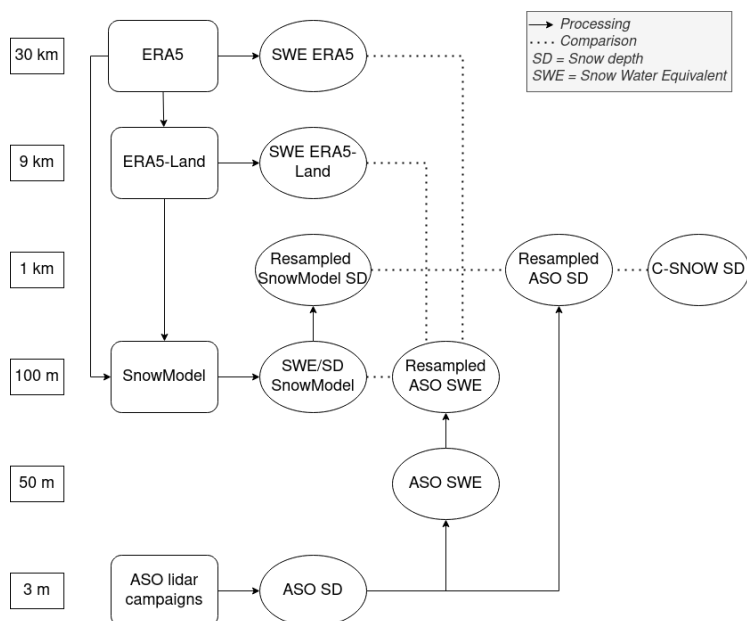 Processing
Comparison
SD = Snow depth
SWE = Snow Water Equivalent
30 km
ERA5
SWE ERA5
9 km
ERA5-Land
SWE ERA5-
Land
1 km
Resampled
SnowModel SD
Resampled
ASO SD
C-SNOW SD
100 m
SnowModel
SWE/SD
SnowModel
Resampled
ASO SWE
50 m
ASO SWE
3 m
ASO lidar
campaigns
ASO SD